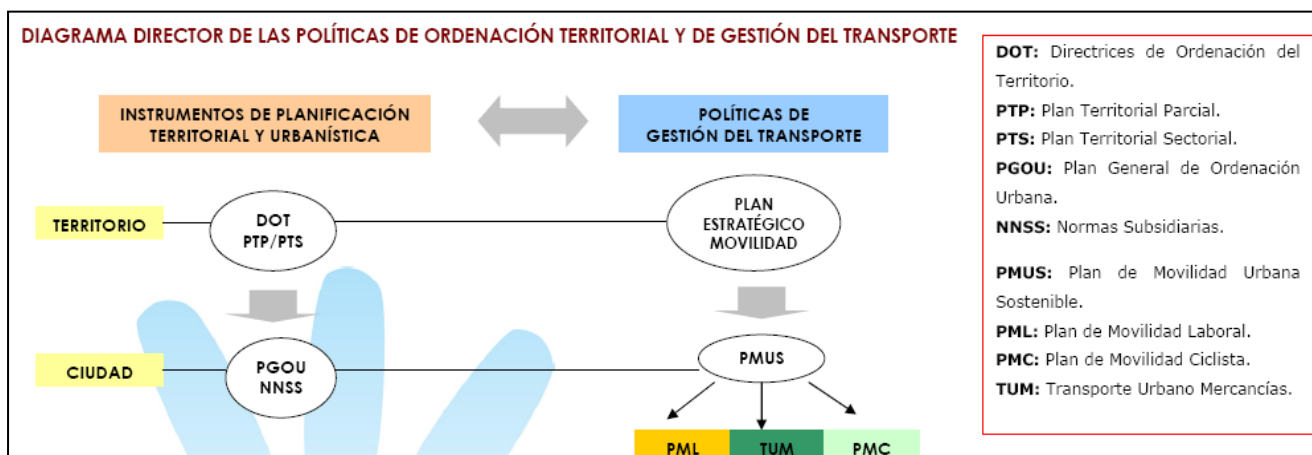 DIAGRAMA DIRECTOR DE LAS POLÍTICAS DE ORDENACIÓN TERRITORIAL Y DE GESTIÓN DEL TRANSPORTE
INSTRUMENTOS DE PLANIFICACIÓN
TERRITORIAL Y URBANÍSTICA
POLÍTICAS DE
GESTIÓN DEL TRANSPORTE
TERRITORIO
DOT
PTP/PTS
PLAN
ESTRATÉGICO
MOVILIDAD
CIUDAD
PGOU
NNSS
PMUS
PML
TUM
PMC
DOT: Directrices de Ordenación del
Territorio.
PTP: Plan Territorial Parcial.
PTS: Plan Territorial Sectorial.
PGOU: Plan General de Ordenación
Urbana.
NNSS: Normas Subsidiarias.
PMUS: Plan de Movilidad Urbana
Sostenible.
PML: Plan de Movilidad Laboral.
PMC: Plan de Movilidad Ciclista.
TUM: Transporte Urbano Mercancías.